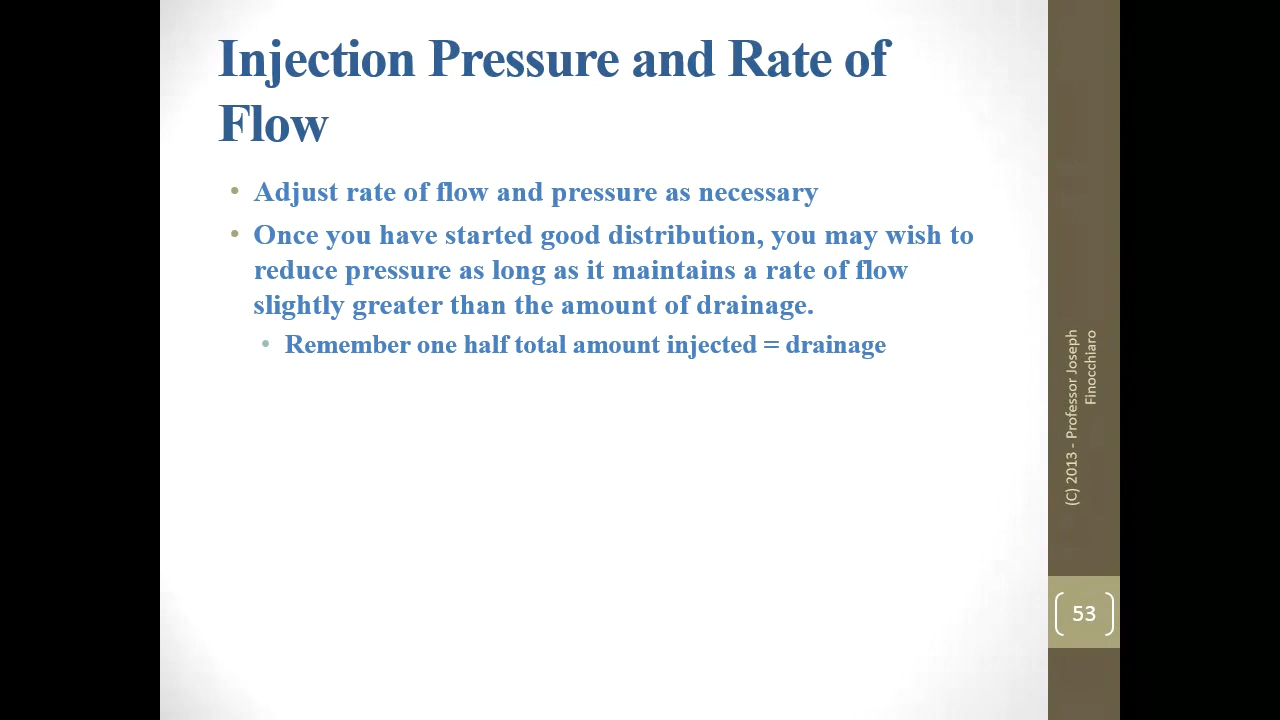 Injection Pressure and Rate of
Flow
• Adjust rate of flow and pressure as necessary
• Once you have started good distribution, you may wish to
reduce pressure as long as it maintains a rate of flow
slightly greater than the amount of drainage.
• Remember one half total amount injected = drainage
(C) 2013 - Professor Joseph
Finocchiaro
53